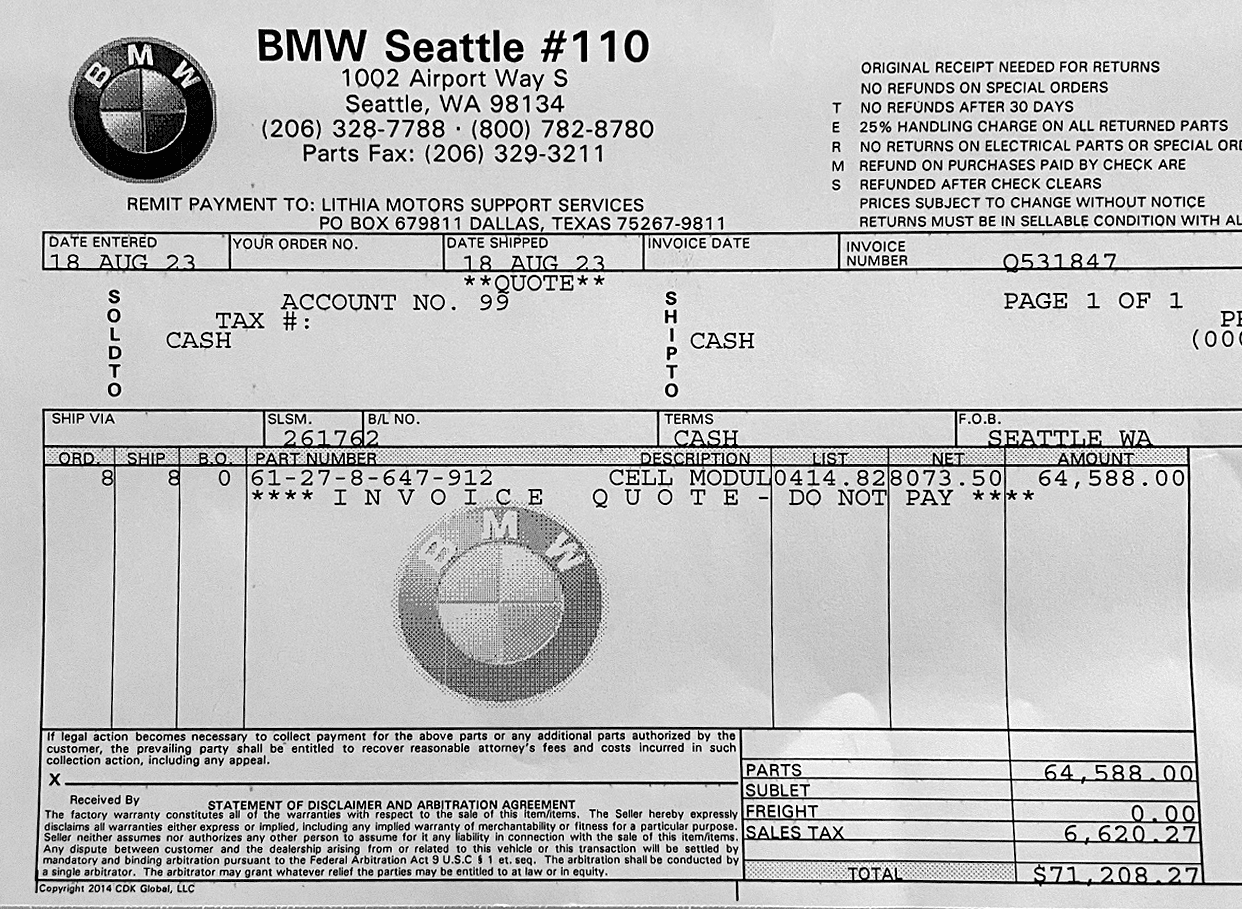 BMW
BMW Seattle #110
1002 Airport Way S
Seattle, WA 98134
(206) 328-7788 · (800) 782-8780
Parts Fax: (206) 329-3211
REMIT PAYMENT TO: LITHIA MOTORS SUPPORT SERVICES
PO BOX 679811 DALLAS, TEXAS 75267-9811
TERMS
ORIGINAL RECEIPT NEEDED FOR RETURNS
NO REFUNDS ON SPECIAL ORDERS
NO REFUNDS AFTER 30 DAYS
25% HANDLING CHARGE ON ALL RETURNED PARTS
NO RETURNS ON ELECTRICAL PARTS OR SPECIAL ORD
REFUND ON PURCHASES PAID BY CHECK ARE
REFUNDED AFTER CHECK CLEARS
PRICES SUBJECT TO CHANGE WITHOUT NOTICE
RETURNS MUST BE IN SELLABLE CONDITION WITH AL
DATE ENTERED YOUR ORDER NO. DATE SHIPPED INVOICE DATE INVOICE NUMBER
18 AUG 23 18 AUG 23 Q531847
**QUOTE**
SOLD TO
ACCOUNT NO. 99
TAX #:
CASH
SHIP TO
CASH
PAGE 1 OF 1
(000
SHIP VIA SLSM. B/L NO. TERMS F.O.B.
261762 CASH SEATTLE WA
ORD. SHIP B.O. PART NUMBER DESCRIPTION LIST NET AMOUNT
8 8 0 61-27-8-647-912 CELL MODUL 0414.82 8073.50 64,588.00
**** I N V O I C E Q U O T E - DO NOT PAY ****
BMW
If legal action becomes necessary to collect payment for the above parts or any additional parts authorized by the
customer, the prevailing party shall be entitled to recover reasonable attorney's fees and costs incurred in such
collection action, including any appeal.
X
Received By
STATEMENT OF DISCLAIMER AND ARBITRATION AGREEMENT
The factory warranty constitutes all of the warranties with respect to the sale of this item/items. The Seller hereby expressly
disclaims all warranties either express or implied, including any implied warranty of merchantability or fitness for a particular purpose.
Seller neither assumes nor authorizes any other person to assume for it any liability in connection with the sale of this item/items.
Any dispute between customer and the dealership arising from or related to this vehicle or this transaction will be settled by
mandatory and binding arbitration pursuant to the Federal Arbitration Act 9 U.S.C § 1 et. seq. The arbitration shall be conducted by
a single arbitrator. The arbitrator may grant whatever relief the parties may be entitled to at law or in equity.
PARTS 64,588.00
SUBLET
FREIGHT 0.00
SALES TAX 6,620.27
TOTAL $71,208.27
Copyright 2014 CDK Global, LLC